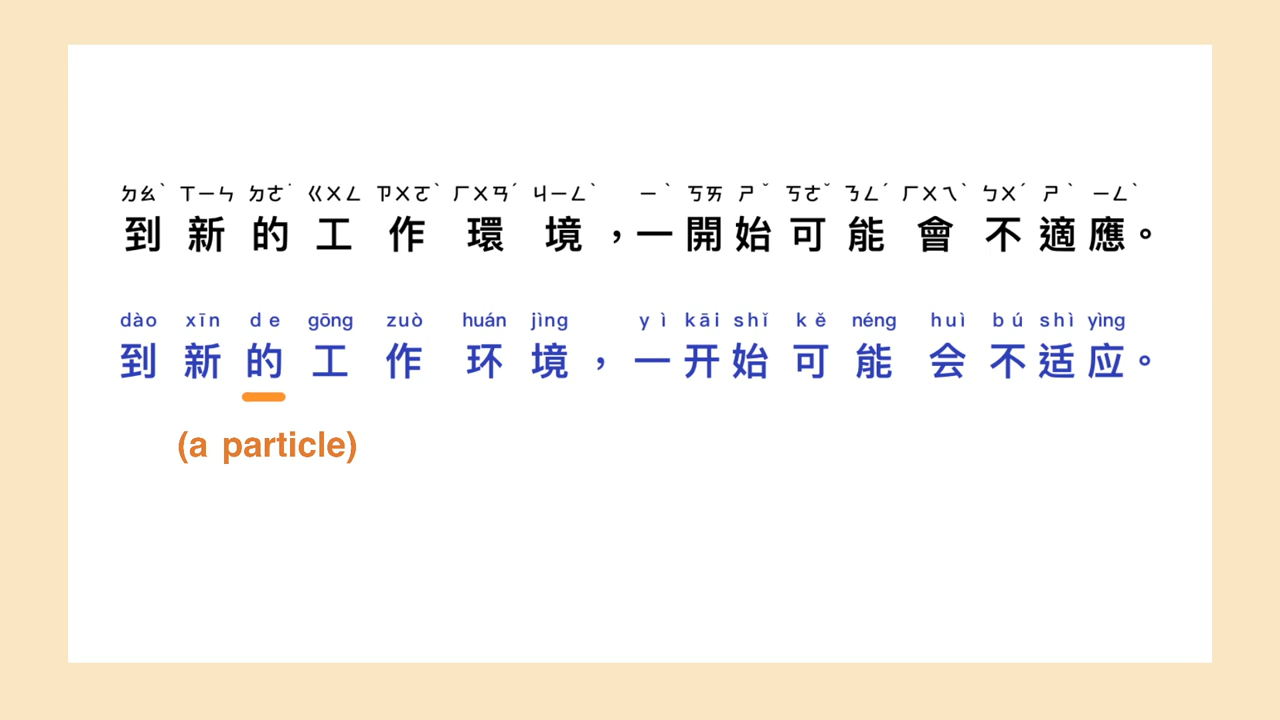 ㄉㄠˋ ㄒㄧㄣ ㄉㄜ˙ ㄍㄨㄥ ㄗㄨㄛˋ ㄏㄨㄢˊ ㄐㄧㄥˋ ㄧˋ ㄎㄞ ㄕˇ ㄎㄜˇ ㄋㄥˊ ㄏㄨㄟˋ ㄅㄨˊ ㄕˋ ㄧㄥˋ
到新的工作環境，一開始可能會不適應。
dào xīn de gōng zuò huán jìng yì kāi shǐ kě néng huì bú shì yìng
到新的工作环境，一开始可能会不适应。
(a particle)